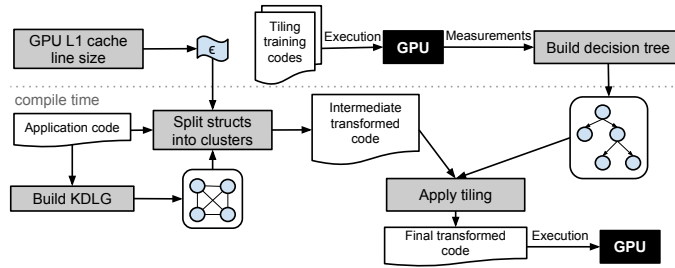 GPU L1 cache
line size
ϵ
Tiling
training
codes
Execution
GPU
Measurements
Build decision tree
compile time
Application code
Split structs
into clusters
Intermediate
transformed
code
Build KDLG
Apply tiling
Final transformed
code
Execution
GPU